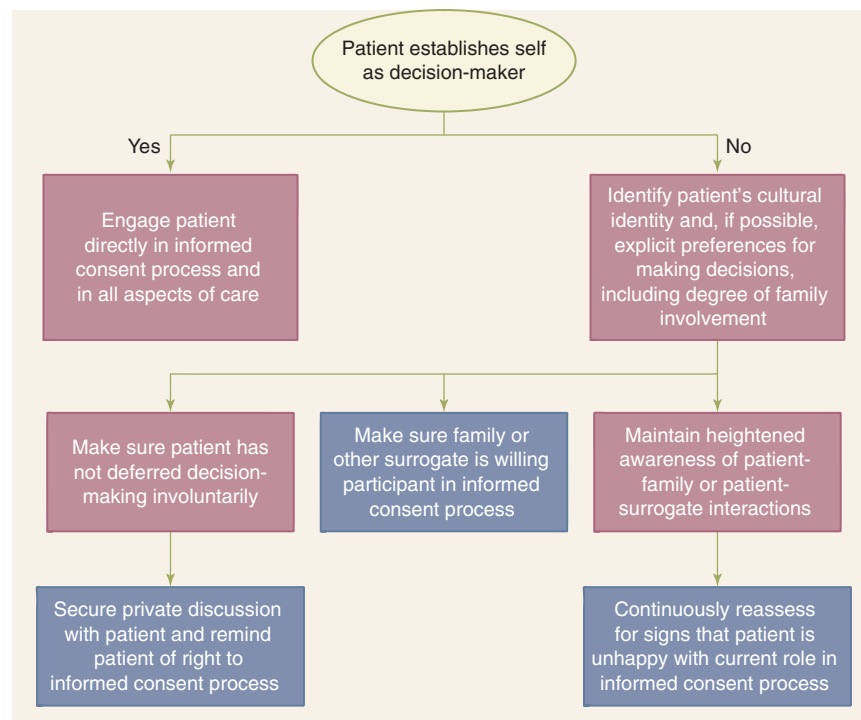 Patient establishes self
as decision-maker
Yes
No
Engage patient
directly in informed
consent process and
in all aspects of care
Identify patient's cultural
identity and, if possible,
explicit preferences for
making decisions,
including degree of family
involvement
Make sure patient has
not deferred decision-
making involuntarily
Make sure family or
other surrogate is willing
participant in informed
consent process
Maintain heightened
awareness of patient-
family or patient-
surrogate interactions
Secure private discussion
with patient and remind
patient of right to
informed consent process
Continuously reassess
for signs that patient is
unhappy with current role in
informed consent process